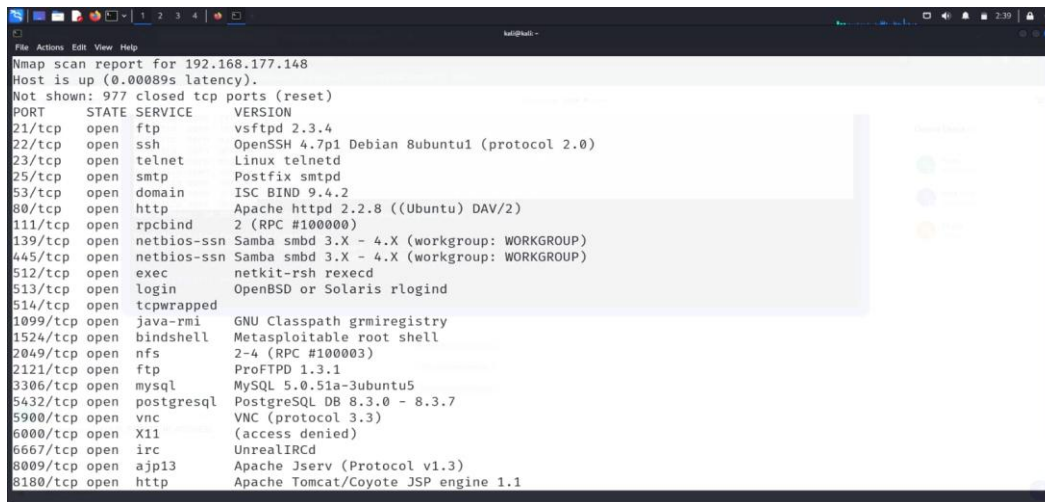 1 2 3 4
2:39
kali@kali: ~
File Actions Edit View Help
Nmap scan report for 192.168.177.148
Host is up (0.00089s latency).
Not shown: 977 closed tcp ports (reset)
PORT STATE SERVICE VERSION
21/tcp open ftp vsftpd 2.3.4
22/tcp open ssh OpenSSH 4.7p1 Debian 8ubuntu1 (protocol 2.0)
23/tcp open telnet Linux telnetd
25/tcp open smtp Postfix smtpd
53/tcp open domain ISC BIND 9.4.2
80/tcp open http Apache httpd 2.2.8 ((Ubuntu) DAV/2)
111/tcp open rpcbind 2 (RPC #100000)
139/tcp open netbios-ssn Samba smbd 3.X - 4.X (workgroup: WORKGROUP)
445/tcp open netbios-ssn Samba smbd 3.X - 4.X (workgroup: WORKGROUP)
512/tcp open exec netkit-rsh rexecd
513/tcp open login OpenBSD or Solaris rlogind
514/tcp open tcpwrapped
1099/tcp open java-rmi GNU Classpath grmiregistry
1524/tcp open bindshell Metasploitable root shell
2049/tcp open nfs 2-4 (RPC #100003)
2121/tcp open ftp ProFTPD 1.3.1
3306/tcp open mysql MySQL 5.0.51a-3ubuntu5
5432/tcp open postgresql PostgreSQL DB 8.3.0 - 8.3.7
5900/tcp open vnc VNC (protocol 3.3)
6000/tcp open X11 (access denied)
6667/tcp open irc UnrealIRCd
8009/tcp open ajp13 Apache Jserv (Protocol v1.3)
8180/tcp open http Apache Tomcat/Coyote JSP engine 1.1